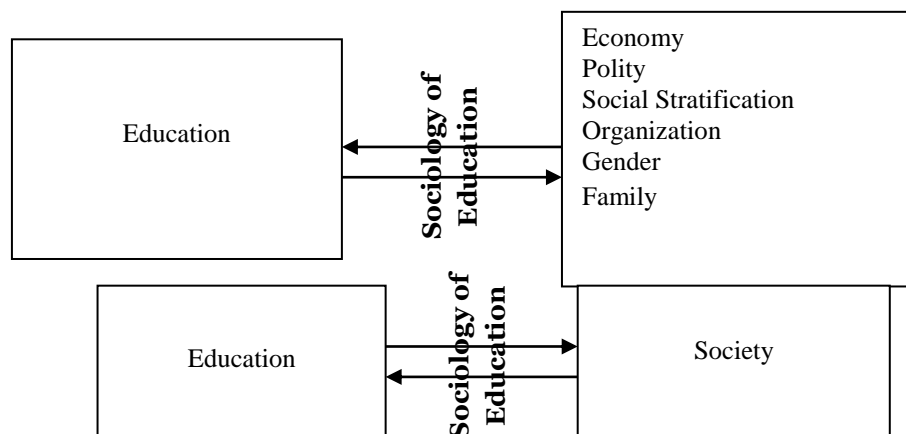 Education
Sociology of
Education
Economy
Polity
Social Stratification
Organization
Gender
Family
Education
Sociology of
Education
Society